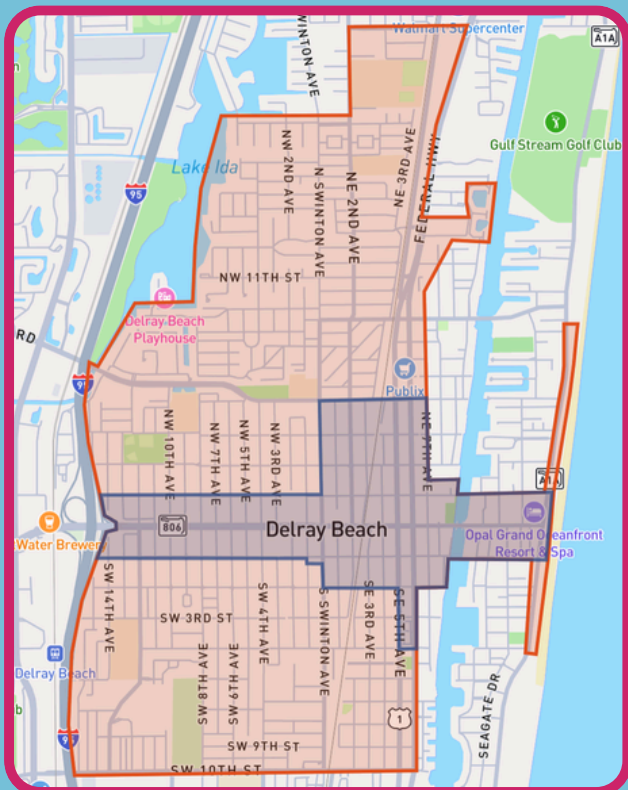 WINTON AVE
Walmart Supercenter
A1A
Gulf Stream Golf Club
Lake Ida
95
NW 2ND AVE
N SWINTON AVE
NE 2ND AVE
NE 3RD AVE
FEDERAL HWY
NW 11TH ST
Delray Beach
Playhouse
RD
95
Publix
NW 10TH AVE
NW 7TH AVE
NW 5TH AVE
NW 3RD AVE
NE 7TH AVE
A1A
806
Delray Beach
tWater Brewery
Opal Grand Oceanfront
Resort & Spa
SW 14TH AVE
SW 3RD ST
SW 4TH AVE
S SWINTON AVE
SE 3RD AVE
SE 5TH AVE
SW 8TH AVE
SW 6TH AVE
Delray Beach
b
1
SEAGATE DR
95
SW 9TH ST
SW 10TH ST